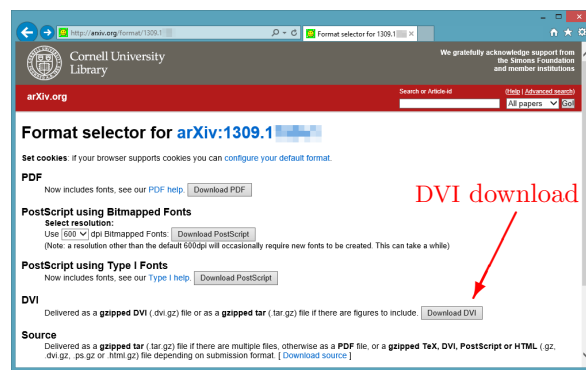 http://arxiv.org/format/1309.1
Format selector for 1309.1
Cornell University
Library
We gratefully acknowledge support from
the Simons Foundation
and member institutions
arXiv.org
Search or Article-id
(Help | Advanced search)
All papers
Go!
Format selector for arXiv:1309.1
Set cookies: if your browser supports cookies you can configure your default format.
PDF
Now includes fonts, see our PDF help. Download PDF
DVI download
PostScript using Bitmapped Fonts
Select resolution:
Use 600 dpi Bitmapped Fonts: Download PostScript
(Note: a resolution other than the default 600dpi will occasionally require new fonts to be created. This can take a while)
PostScript using Type I Fonts
Now includes fonts, see our Type I help. Download PostScript
DVI
Delivered as a gzipped DVI (.dvi.gz) file or as a gzipped tar (.tar.gz) file if there are figures to include. Download DVI
Source
Delivered as a gzipped tar (.tar.gz) file if there are multiple files, otherwise as a PDF file, or a gzipped TeX, DVI, PostScript or HTML (.gz,
.dvi.gz, .ps.gz or .html.gz) file depending on submission format. [ Download source ]